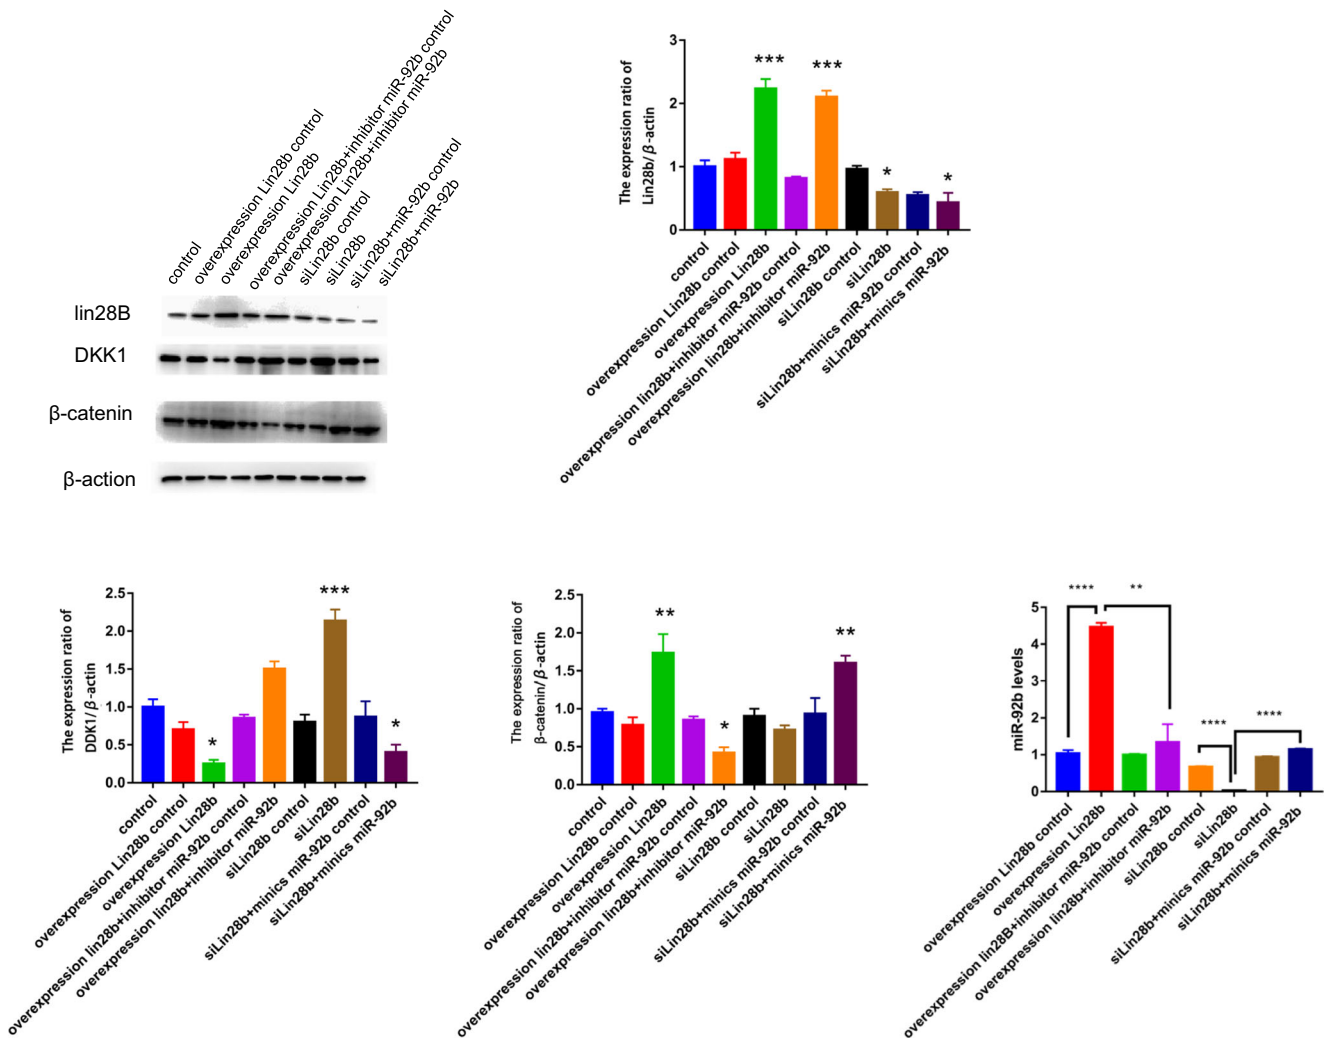 control
overexpression Lin28b control
overexpression Lin28b
overexpression Lin28b+inhibitor miR-92b control
overexpression Lin28b+inhibitor miR-92b
siLin28b control
siLin28b
siLin28b+miR-92b control
siLin28b+miR-92b
lin28B
DKK1
β-catenin
β-action
The expression ratio of
Lin28b/β-actin
3
2
1
0
***
***
*
*
control
overexpression Lin28b control
overexpression Lin28b
overexpression lin28b+inhibitor miR-92b control
overexpression lin28b+inhibitor miR-92b
siLin28b control
siLin28b
siLin28b+minics miR-92b control
siLin28b+minics miR-92b
The expression ratio of
DDK1/β-actin
2.5
2.0
1.5
1.0
0.5
0.0
*
***
*
control
overexpression Lin28b control
overexpression Lin28b
overexpression lin28b+inhibitor miR-92b control
overexpression lin28b+inhibitor miR-92b
siLin28b control
siLin28b
siLin28b+minics miR-92b control
siLin28b+minics miR-92b
The expression ratio of
β-catenin/β-actin
2.5
2.0
1.5
1.0
0.5
0.0
**
*
**
control
overexpression Lin28b control
overexpression Lin28b
overexpression lin28b+inhibitor miR-92b control
overexpression lin28b+inhibitor miR-92b
siLin28b control
siLin28b
siLin28b+minics miR-92b control
siLin28b+minics miR-92b
miR-92b levels
5
4
3
2
1
0
****
**
****
****
overexpression Lin28b control
overexpression Lin28b
overexpression lin28B+inhibitor miR-92b control
overexpression lin28b+inhibitor miR-92b
siLin28b control
siLin28b
siLin28b+minics miR-92b control
siLin28b+minics miR-92b